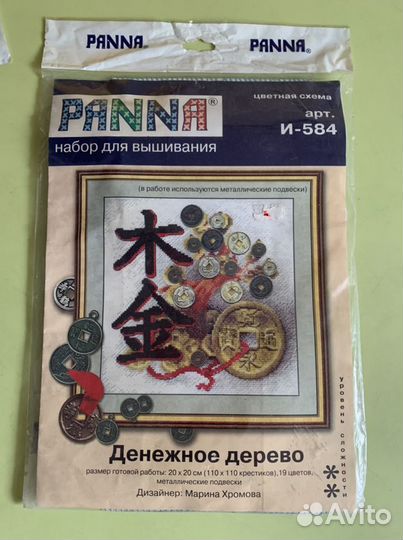 PANNA®
PANNA®
цветная схема
арт.
И-584
PANNA®
набор для вышивания
(в работе используются металлические подвески)
木
金
Денежное дерево
размер готовой работы: 20 х 20 см (110 х 110 крестиков), 19 цветов,
металлические подвески
Дизайнер: Марина Хромова
уровень сложности
Avito